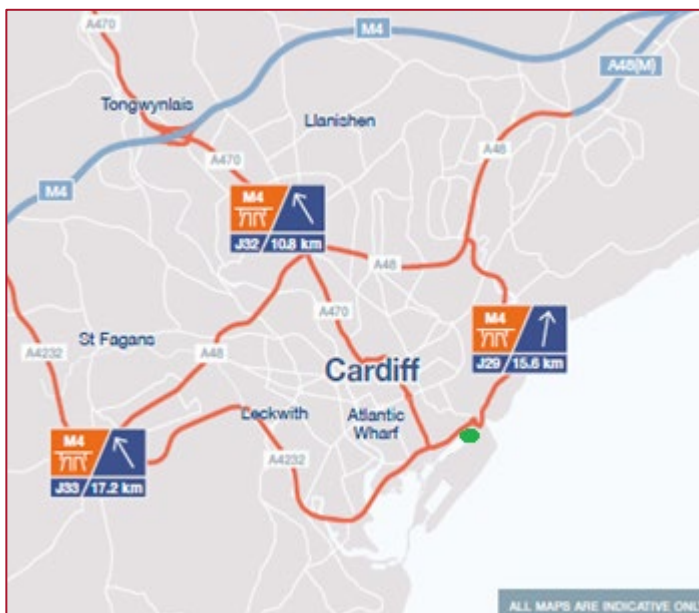 A470
M4
A48(M)
Tongwynlais
Llanishen
A470
A48
M4
M4
J32 10.8 km
A48
A470
M4
J29 15.6 km
A4232
St Fagans
A48
Cardiff
Leckwith
Atlantic
Wharf
M4
J33 17.2 km
A4232
ALL MAPS ARE INDICATIVE ONL